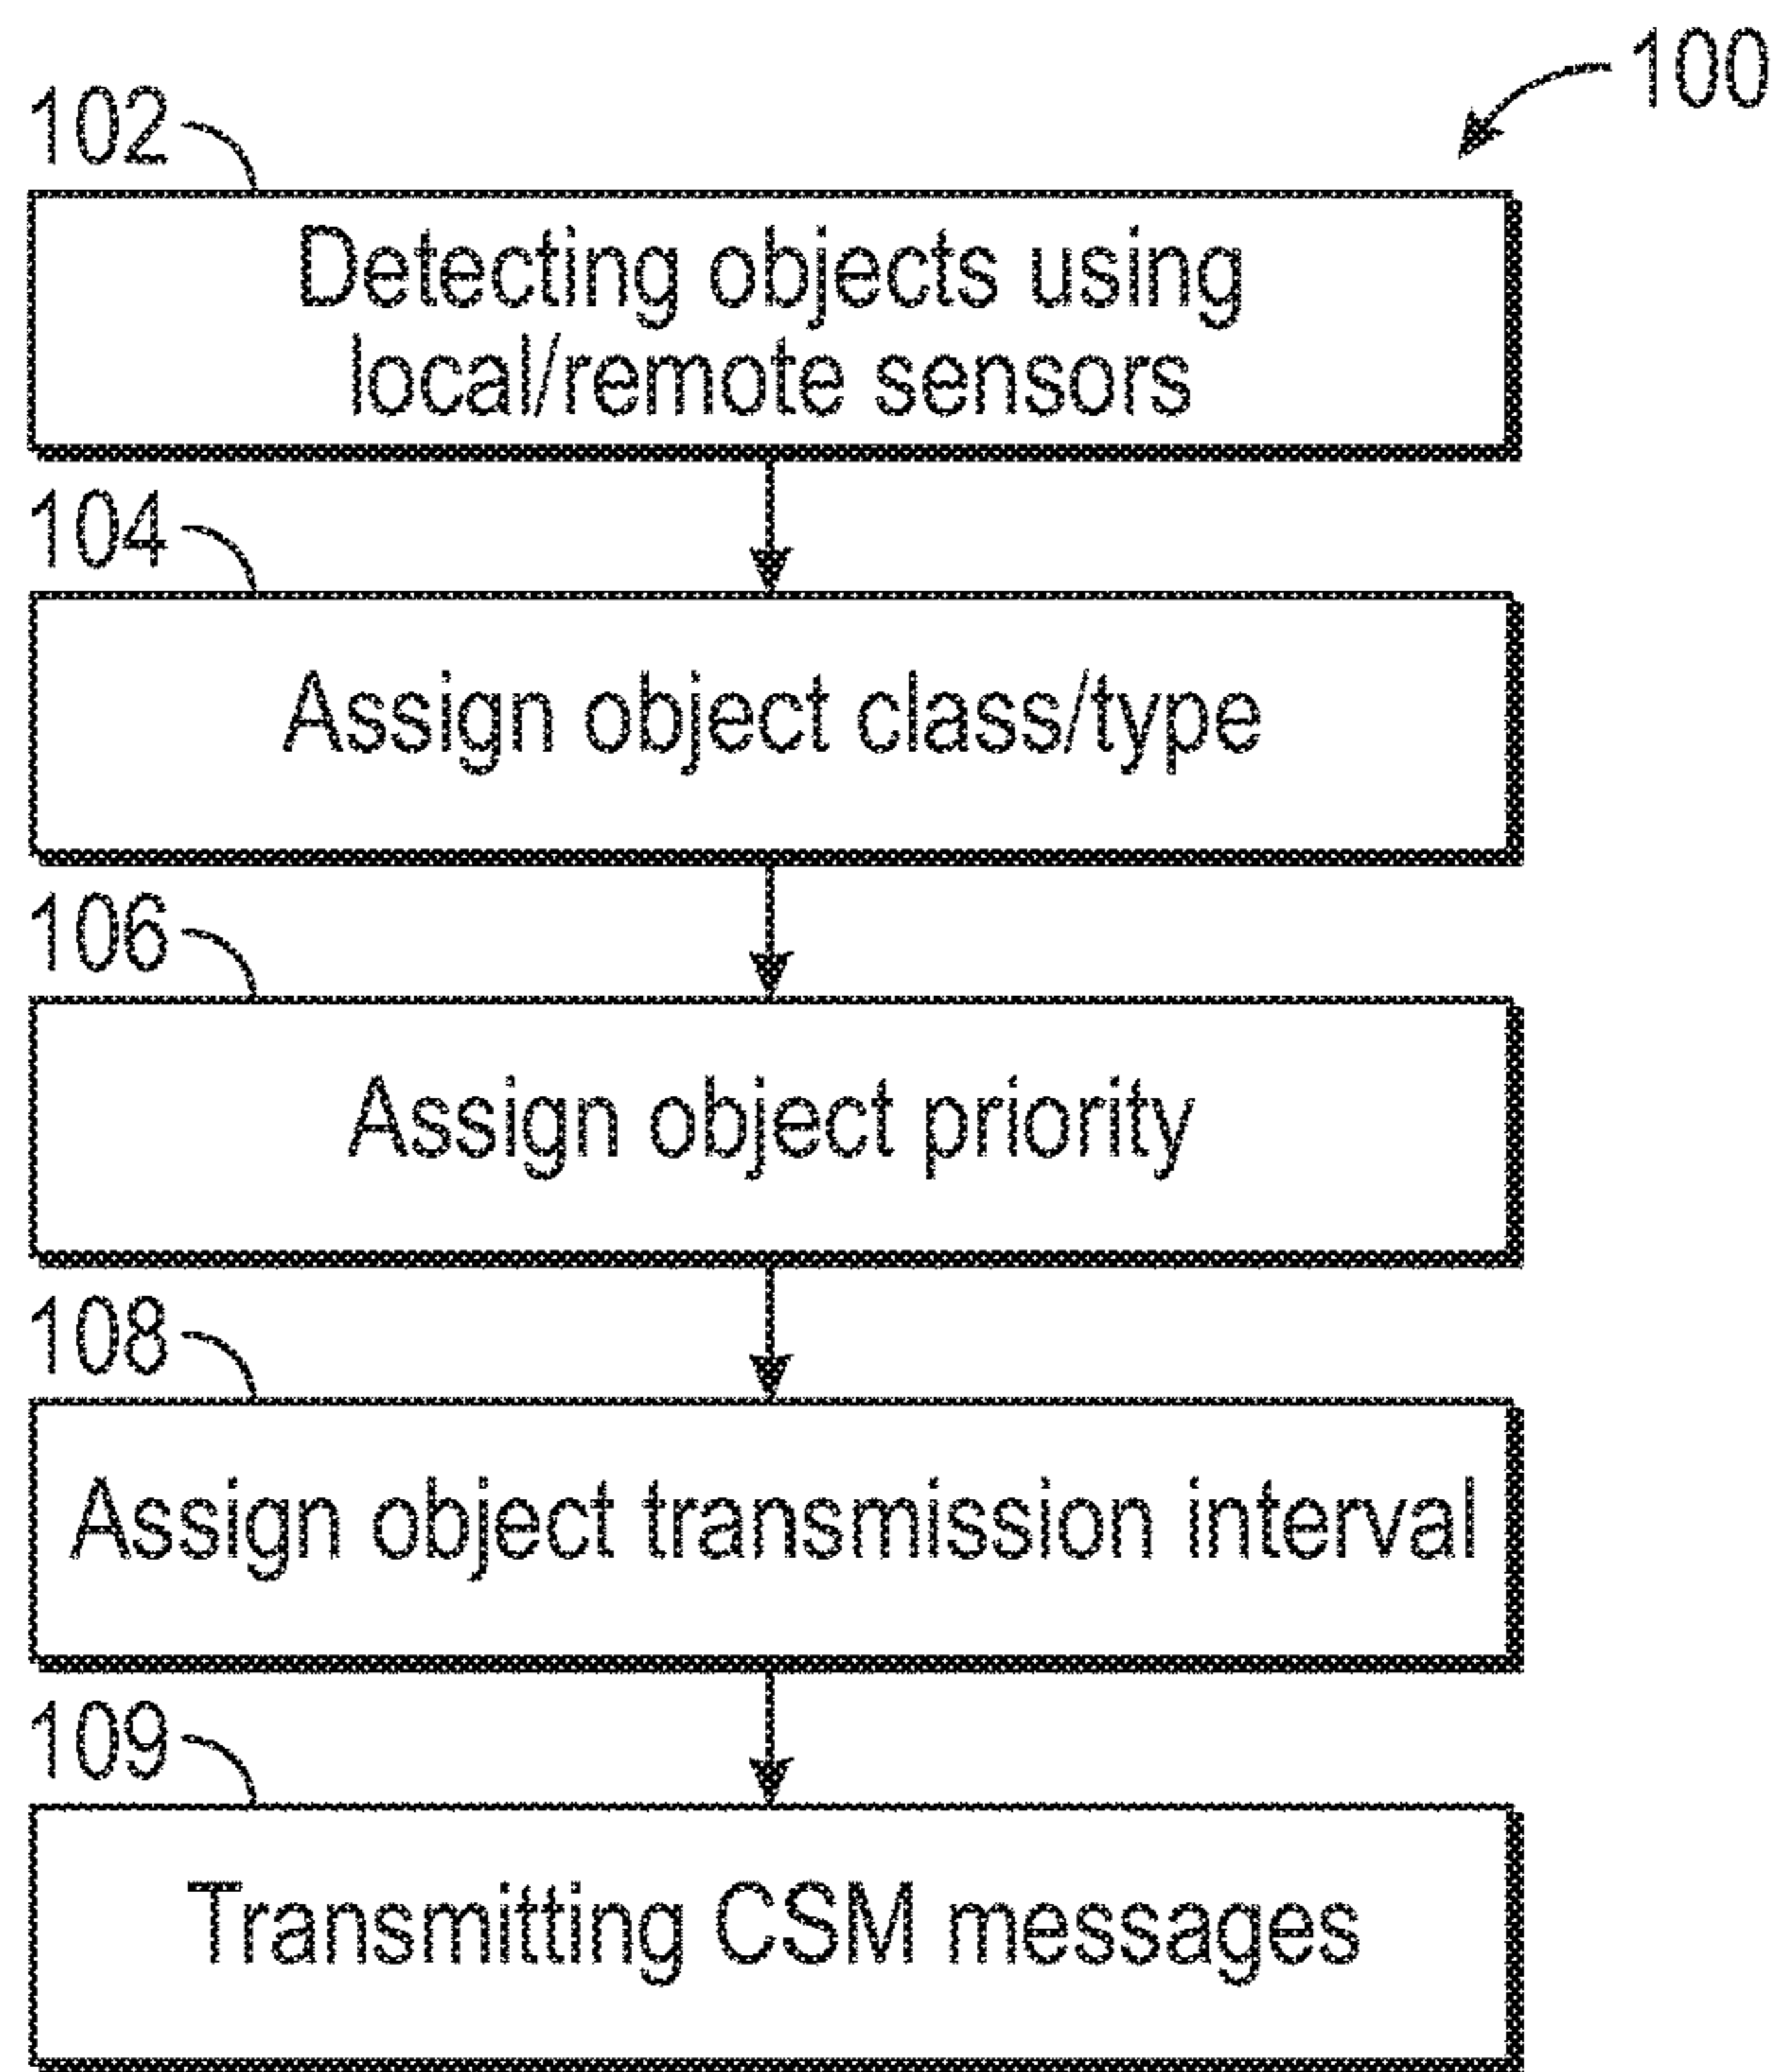 100
102
Detecting objects using
local/remote sensors
104
Assign object class/type
106
Assign object priority
108
Assign object transmission interval
109
Transmitting CSM messages